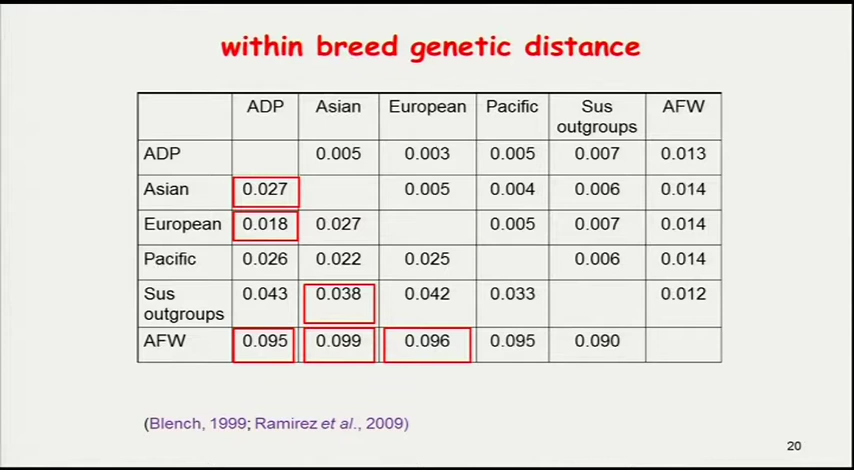 within breed genetic distance
ADP Asian European Pacific Sus outgroups AFW
ADP 0.005 0.003 0.005 0.007 0.013
Asian 0.027 0.005 0.004 0.006 0.014
European 0.018 0.027 0.005 0.007 0.014
Pacific 0.026 0.022 0.025 0.006 0.014
Sus outgroups 0.043 0.038 0.042 0.033 0.012
AFW 0.095 0.099 0.096 0.095 0.090
(Blench, 1999; Ramirez et al., 2009)
20